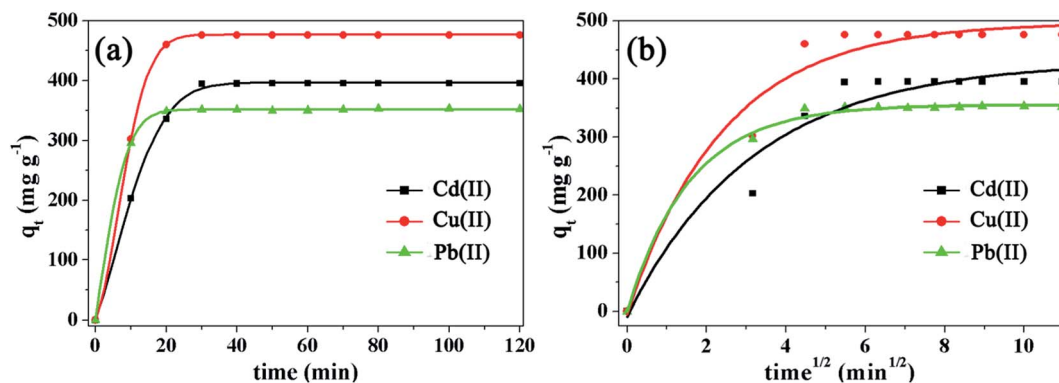 (a)
500
400
300
200
100
0
q_t (mg g⁻¹)
Cd(II)
Cu(II)
Pb(II)
0 20 40 60 80 100 120
time (min)
(b)
500
400
300
200
100
0
q_t (mg g⁻¹)
Cd(II)
Cu(II)
Pb(II)
0 2 4 6 8 10
time^1/2 (min^1/2)